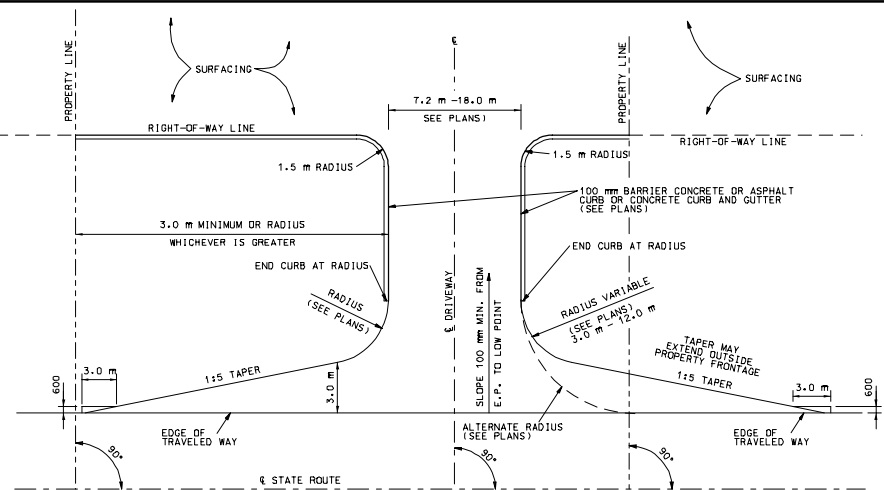 ℄
PROPERTY LINE
PROPERTY LINE
SURFACING
SURFACING
7.2 m -18.0 m
SEE PLANS)
RIGHT-OF-WAY LINE
RIGHT-OF-WAY LINE
1.5 m RADIUS
1.5 m RADIUS
100 mm BARRIER CONCRETE OR ASPHALT
CURB OR CONCRETE CURB AND GUTTER
(SEE PLANS)
3.0 m MINIMUM OR RADIUS
WHICHEVER IS GREATER
END CURB AT RADIUS
END CURB AT RADIUS
RADIUS
(SEE PLANS)
℄ DRIVEWAY
SLOPE 100 mm MIN. FROM
E.P. TO LOW POINT
RADIUS VARIABLE
(SEE PLANS)
3.0 m - 12.0 m
TAPER MAY
EXTEND OUTSIDE
PROPERTY FRONTAGE
600
3.0 m
1:5 TAPER
3.0 m
1:5 TAPER
3.0 m
600
EDGE OF
TRAVELED WAY
ALTERNATE RADIUS
(SEE PLANS)
EDGE OF
TRAVELED WAY
90°
90°
90°
℄ STATE ROUTE